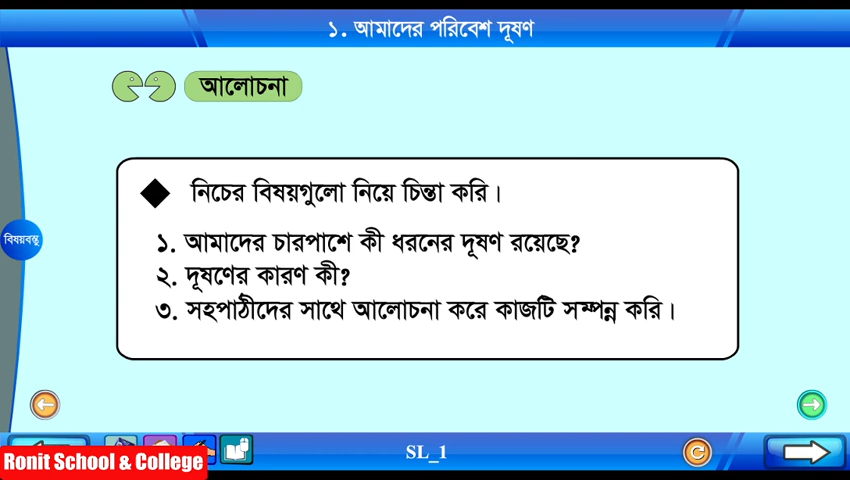 ১. আমাদের পরিবেশ দূষণ
আলোচনা
নিচের বিষয়গুলো নিয়ে চিন্তা করি।
বিষয়বস্তু
১. আমাদের চারপাশে কী ধরনের দূষণ রয়েছে?
২. দূষণের কারণ কী?
৩. সহপাঠীদের সাথে আলোচনা করে কাজটি সম্পন্ন করি।
SL_1
Ronit School & College